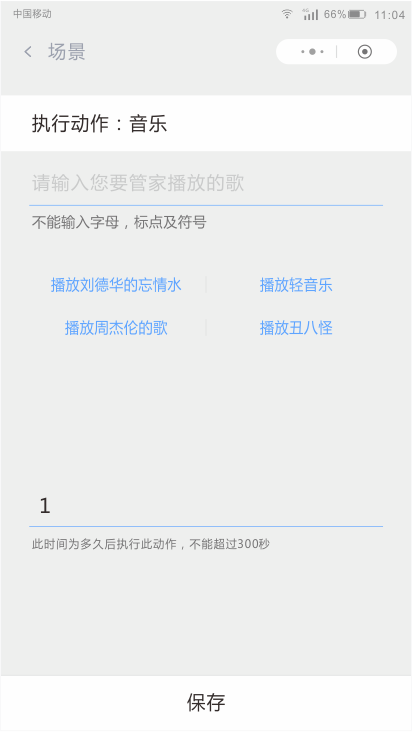 中国移动 4G 66% 11:04
场景
执行动作：音乐
请输入您要管家播放的歌
不能输入字母，标点及符号
播放刘德华的忘情水 播放轻音乐
播放周杰伦的歌 播放丑八怪
1
此时间为多久后执行此动作，不能超过300秒
保存